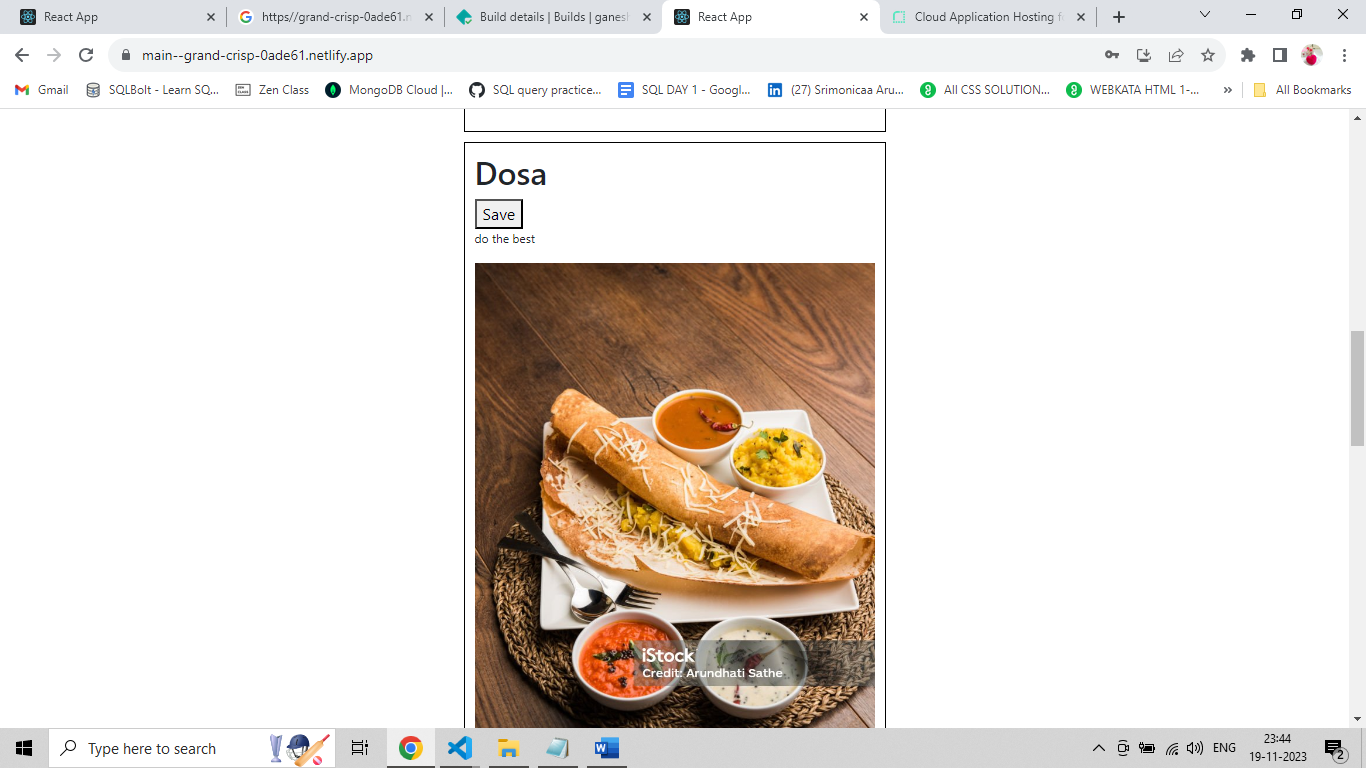 React App
https//grand-crisp-0ade61.n
Build details | Builds | ganesh
React App
Cloud Application Hosting f
main--grand-crisp-0ade61.netlify.app
Gmail
SQLBolt - Learn SQ...
Zen Class
MongoDB Cloud |...
SQL query practice...
SQL DAY 1 - Googl...
(27) Srimonicaa Aru...
All CSS SOLUTION...
WEBKATA HTML 1-...
»
All Bookmarks
Dosa
Save
do the best
iStock
Credit: Arundhati Sathe
Type here to search
ENG
23:44
19-11-2023
2